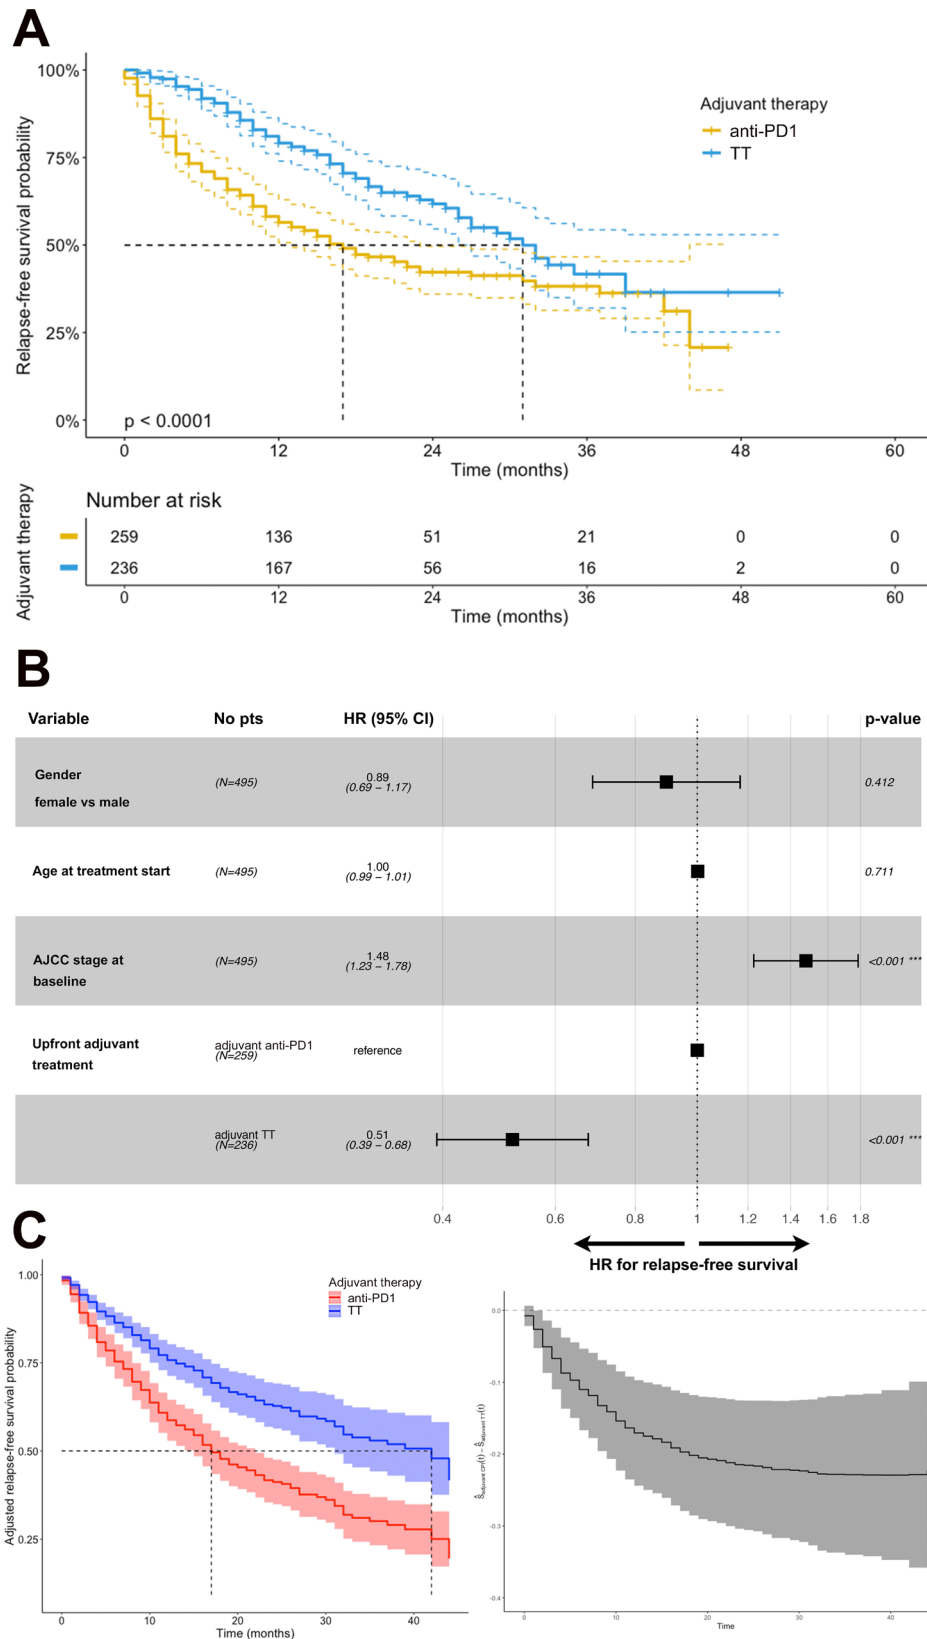 A
100%
75%
50%
25%
0%
Relapse-free survival probability
Adjuvant therapy
anti-PD1
TT
p < 0.0001
0 12 24 36 48 60
Time (months)
Number at risk
Adjuvant therapy
259 136 51 21 0 0
236 167 56 16 2 0
0 12 24 36 48 60
Time (months)
B
Variable No pts HR (95% CI) p-value
Gender
female vs male
(N=495)
0.89
(0.69 – 1.17)
0.412
Age at treatment start
(N=495)
1.00
(0.99 – 1.01)
0.711
AJCC stage at
baseline
(N=495)
1.48
(1.23 – 1.78)
<0.001 ***
Upfront adjuvant
treatment
adjuvant anti-PD1
(N=259)
reference
adjuvant TT
(N=236)
0.51
(0.39 – 0.68)
<0.001 ***
0.4 0.6 0.8 1 1.2 1.4 1.6 1.8
HR for relapse-free survival
C
1.00
0.75
0.50
0.25
Adjusted relapse-free survival probability
Adjuvant therapy
anti-PD1
TT
0 10 20 30 40
Time (months)
0.0
-0.1
-0.2
-0.3
-0.4
Ŝadjuvant CPI(t) − Ŝadjuvant TT(t)
0 10 20 30 40
Time